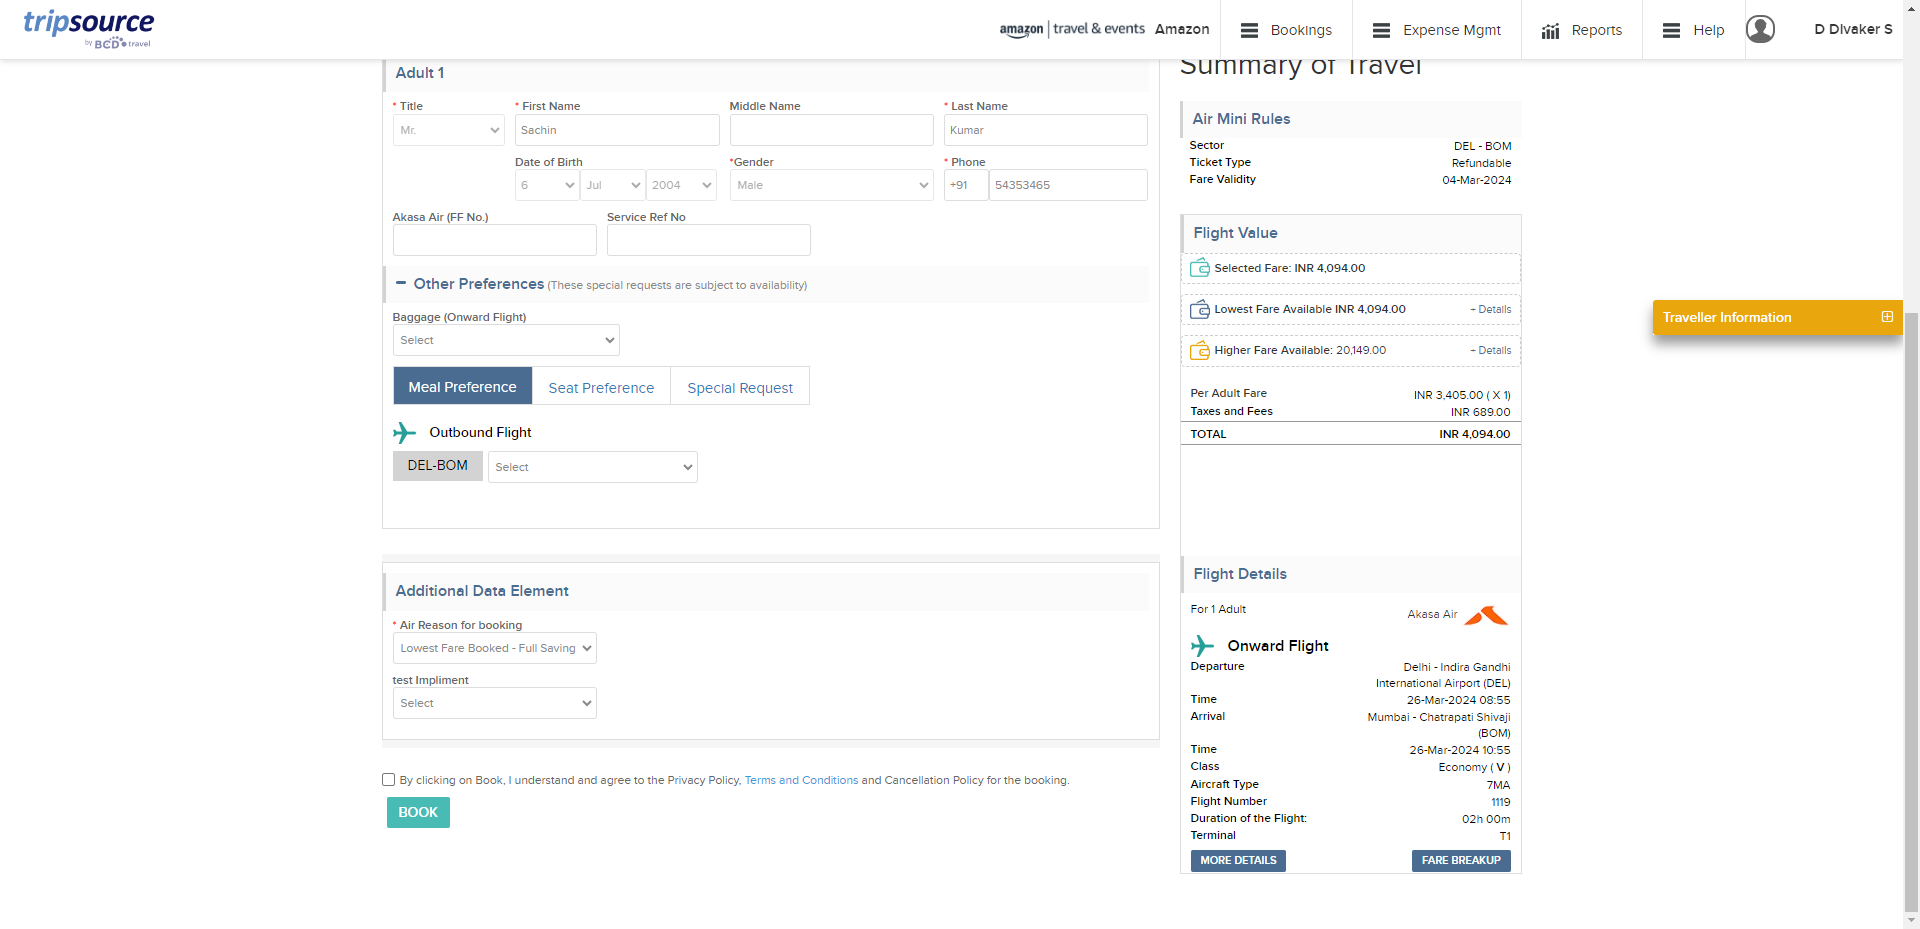 tripsource
by BCD travel
amazon travel & events Amazon
Bookings
Expense Mgmt
Reports
Help
D DIvaker S
Adult 1
* Title
* First Name
Middle Name
* Last Name
Mr.
Sachin
Kumar
Date of Birth
*Gender
* Phone
6
Jul
2004
Male
+91
54353465
Akasa Air (FF No.)
Service Ref No
Other Preferences (These special requests are subject to availability)
Baggage (Onward Flight)
Select
Meal Preference
Seat Preference
Special Request
Outbound Flight
DEL-BOM
Select
Additional Data Element
* Air Reason for booking
Lowest Fare Booked - Full Saving
test Impliment
Select
By clicking on Book, I understand and agree to the Privacy Policy, Terms and Conditions and Cancellation Policy for the booking.
BOOK
Summary of Travel
Air Mini Rules
Sector DEL - BOM
Ticket Type Refundable
Fare Validity 04-Mar-2024
Flight Value
Selected Fare: INR 4,094.00
Lowest Fare Available INR 4,094.00 + Details
Higher Fare Available: 20,149.00 + Details
Per Adult Fare INR 3,405.00 ( X 1)
Taxes and Fees INR 689.00
TOTAL INR 4,094.00
Flight Details
For 1 Adult Akasa Air
Onward Flight
Departure Delhi - Indira Gandhi
International Airport (DEL)
Time 26-Mar-2024 08:55
Arrival Mumbai - Chatrapati Shivaji
(BOM)
Time 26-Mar-2024 10:55
Class Economy ( V )
Aircraft Type 7MA
Flight Number 1119
Duration of the Flight: 02h 00m
Terminal T1
MORE DETAILS
FARE BREAKUP
Traveller Information